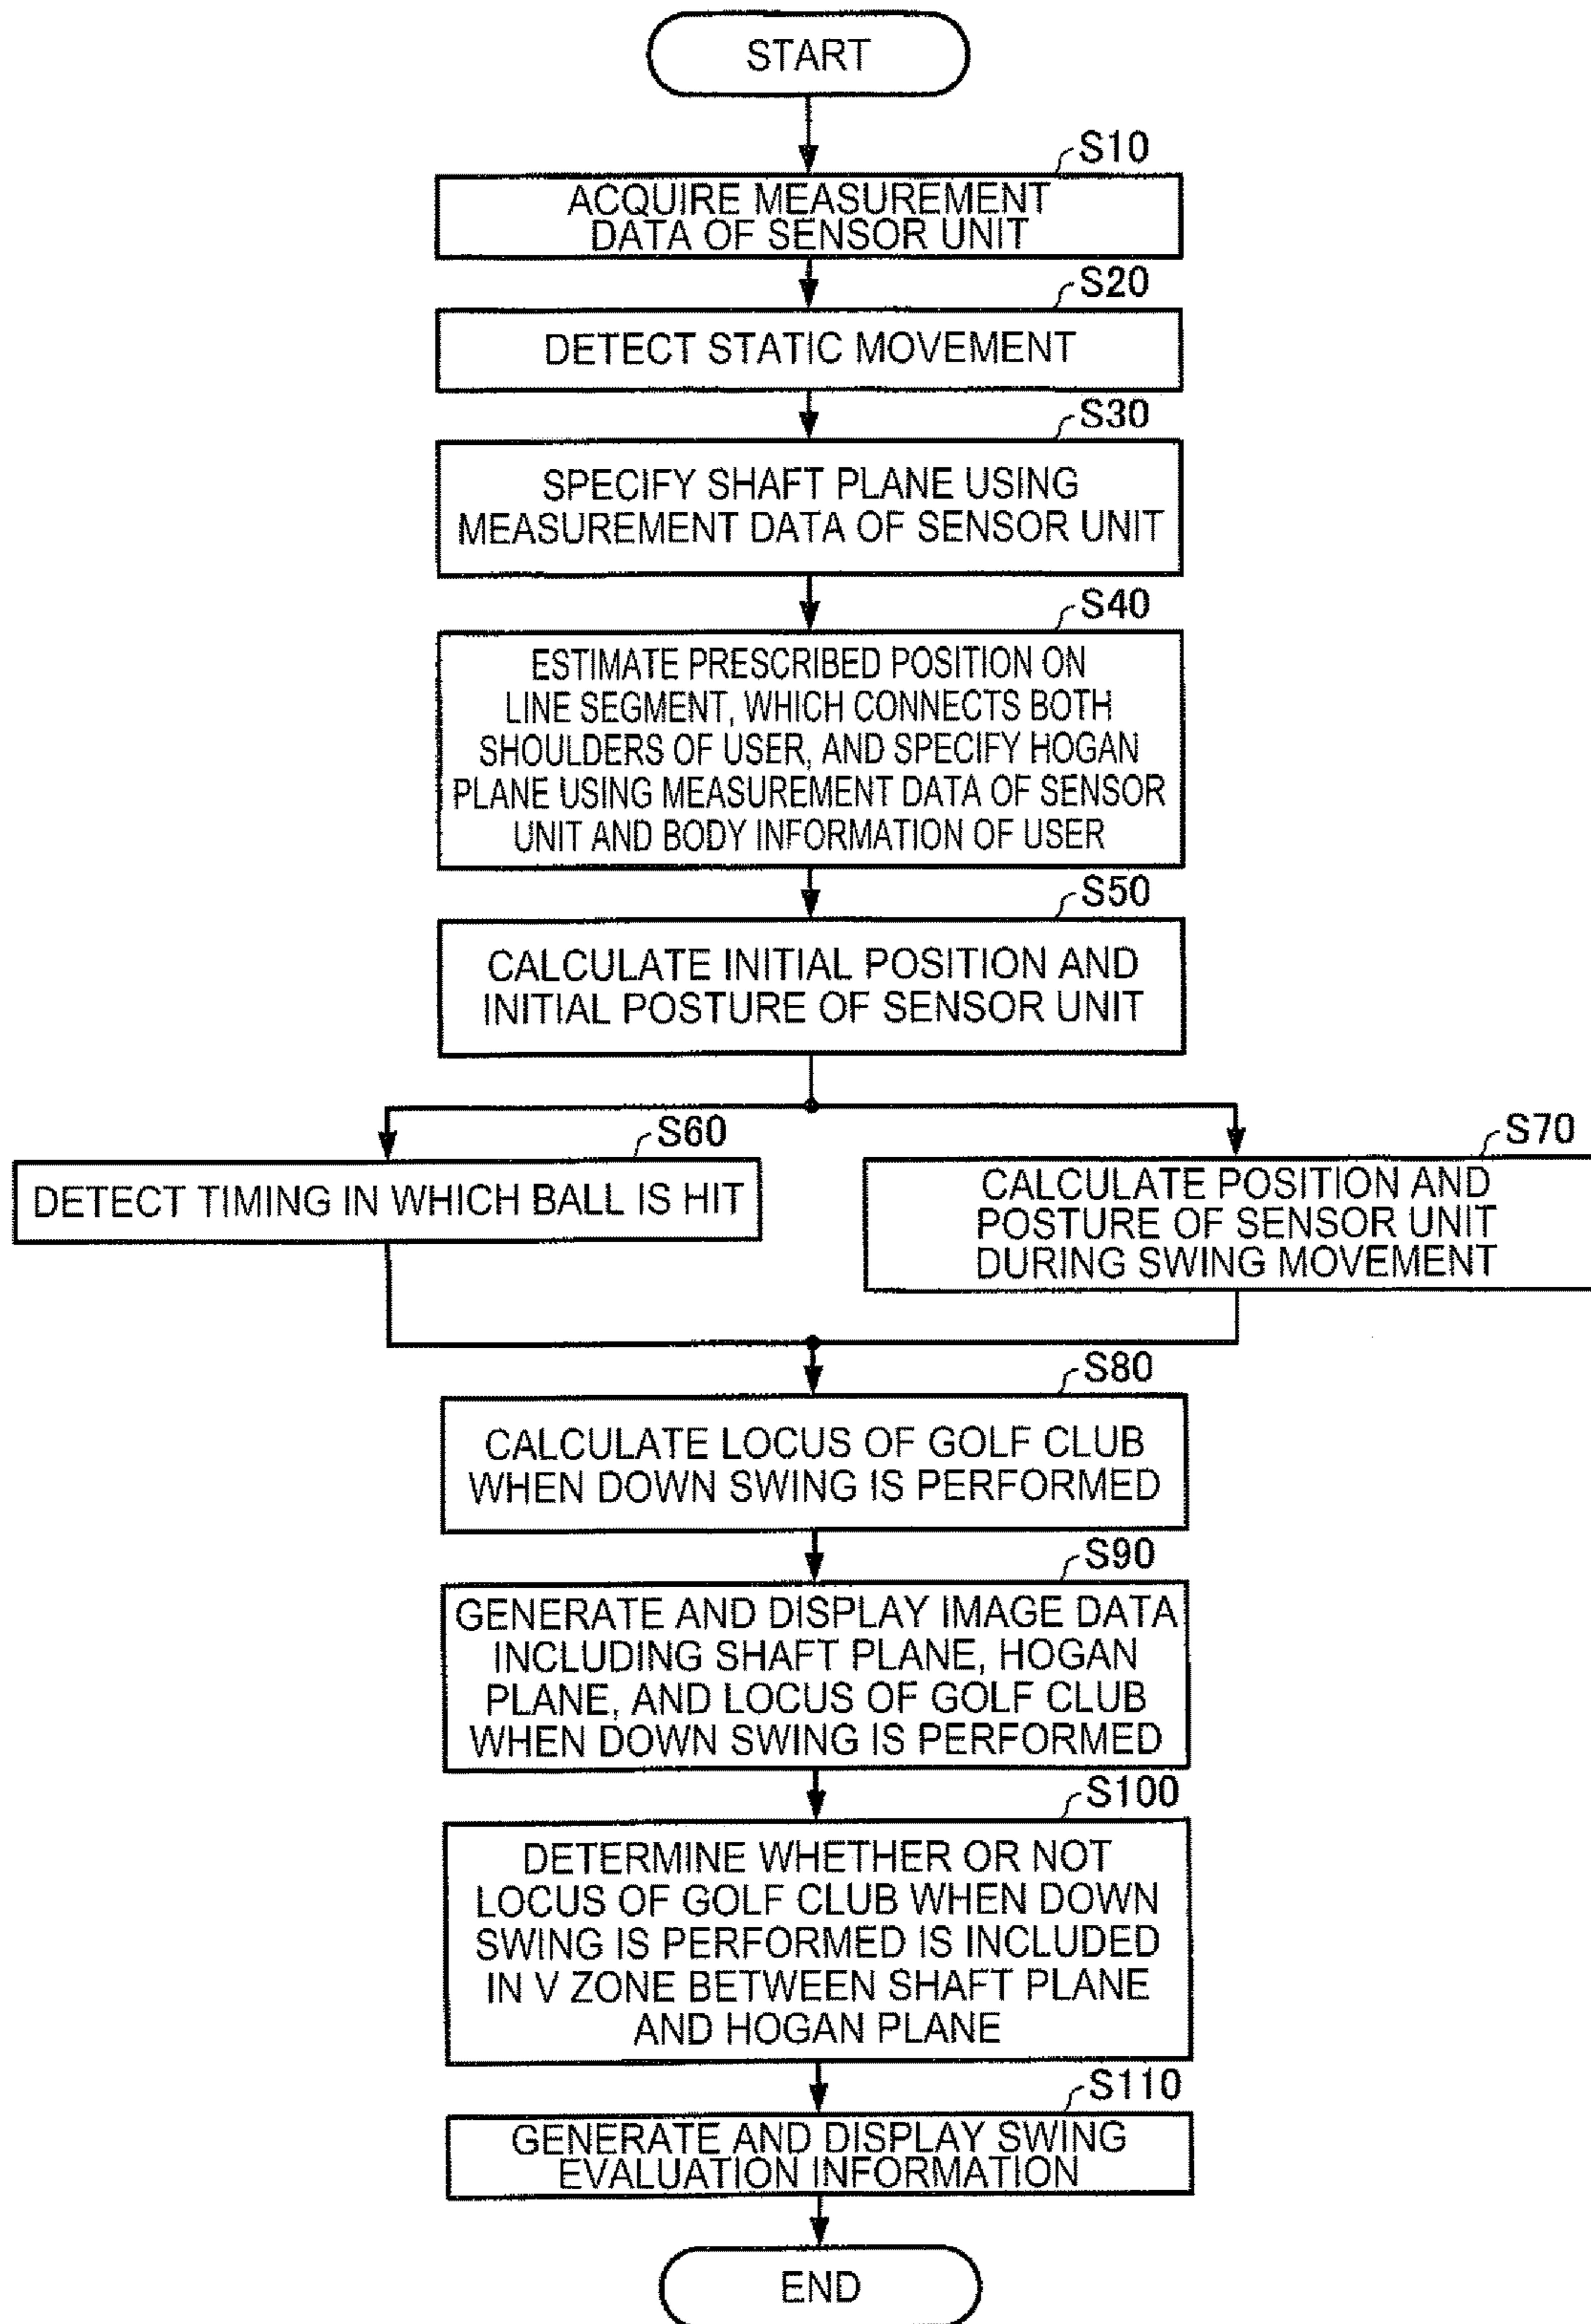 START
S10
ACQUIRE MEASUREMENT
DATA OF SENSOR UNIT
S20
DETECT STATIC MOVEMENT
S30
SPECIFY SHAFT PLANE USING
MEASUREMENT DATA OF SENSOR UNIT
S40
ESTIMATE PRESCRIBED POSITION ON
LINE SEGMENT, WHICH CONNECTS BOTH
SHOULDERS OF USER, AND SPECIFY HOGAN
PLANE USING MEASUREMENT DATA OF SENSOR
UNIT AND BODY INFORMATION OF USER
S50
CALCULATE INITIAL POSITION AND
INITIAL POSTURE OF SENSOR UNIT
S60
DETECT TIMING IN WHICH BALL IS HIT
S70
CALCULATE POSITION AND
POSTURE OF SENSOR UNIT
DURING SWING MOVEMENT
S80
CALCULATE LOCUS OF GOLF CLUB
WHEN DOWN SWING IS PERFORMED
S90
GENERATE AND DISPLAY IMAGE DATA
INCLUDING SHAFT PLANE, HOGAN
PLANE, AND LOCUS OF GOLF CLUB
WHEN DOWN SWING IS PERFORMED
S100
DETERMINE WHETHER OR NOT
LOCUS OF GOLF CLUB WHEN DOWN
SWING IS PERFORMED IS INCLUDED
IN V ZONE BETWEEN SHAFT PLANE
AND HOGAN PLANE
S110
GENERATE AND DISPLAY SWING
EVALUATION INFORMATION
END